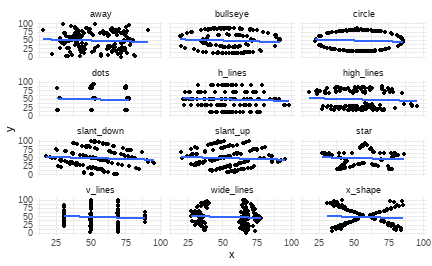 away bullseye circle
100
75
50
25
0
dots h_lines high_lines
100
75
50
25
0
y
slant_down slant_up star
100
75
50
25
0
v_lines wide_lines x_shape
100
75
50
25
0
25 50 75 100 25 50 75 100 25 50 75 100
x